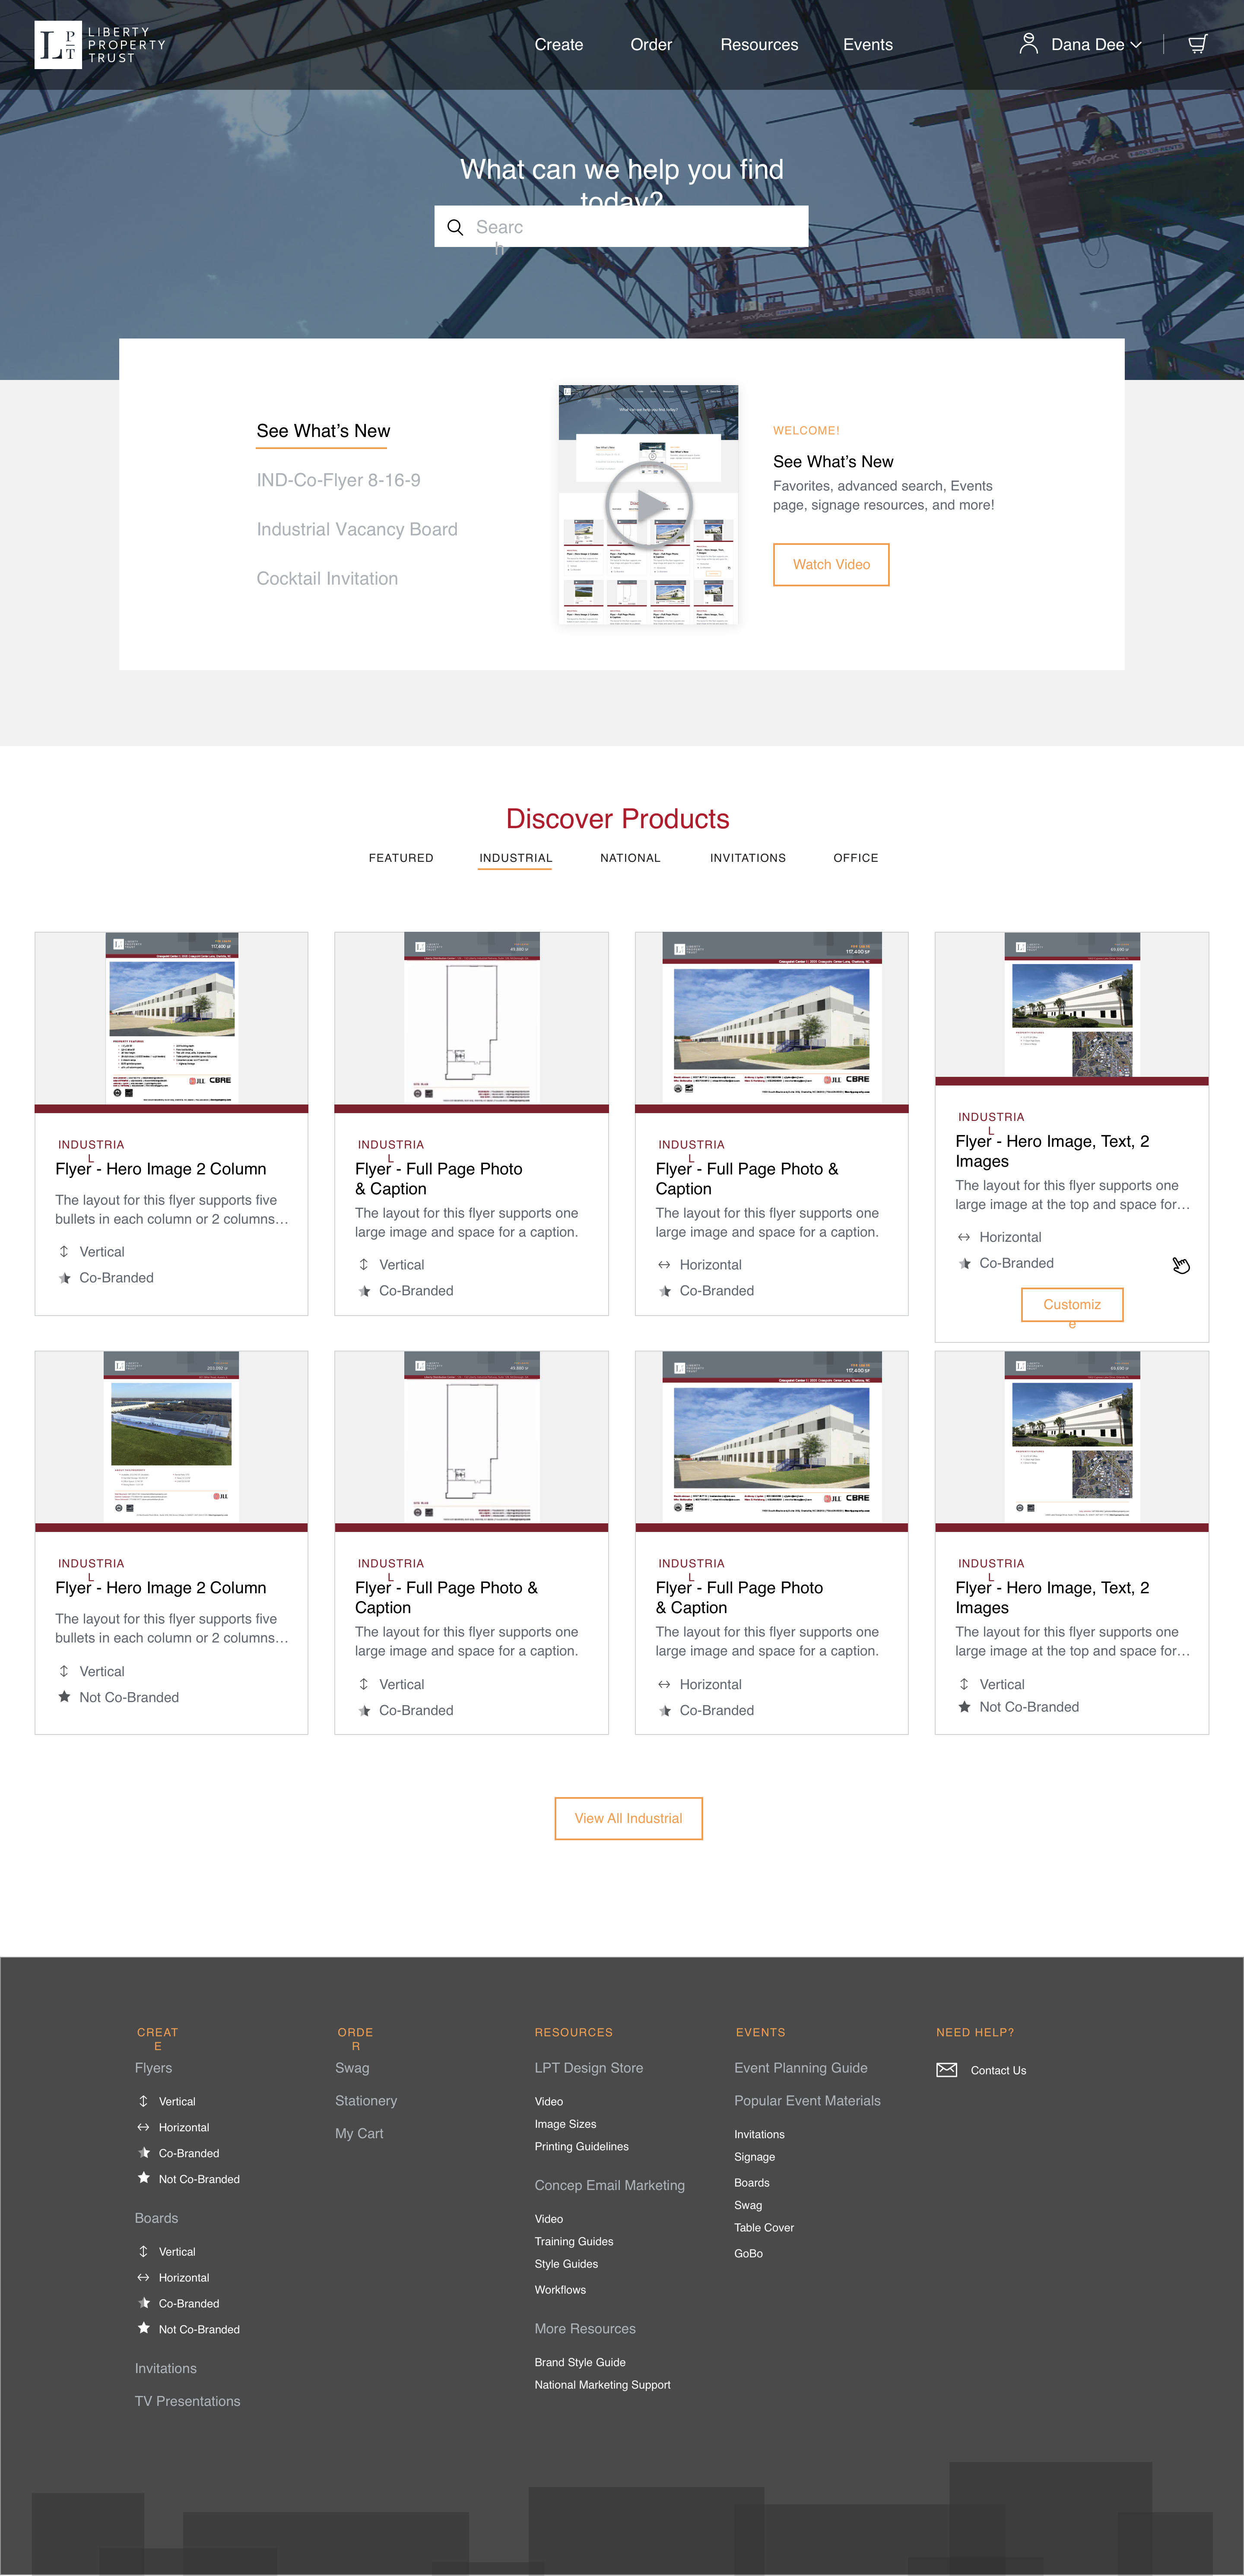 LPT
LIBERTY
PROPERTY
TRUST
Create
Order
Resources
Events
Dana Dee
What can we help you find
today?
Searc
h
See What's New
IND-Co-Flyer 8-16-9
Industrial Vacancy Board
Cocktail Invitation
WELCOME!
See What's New
Favorites, advanced search, Events
page, signage resources, and more!
Watch Video
Discover Products
FEATURED
INDUSTRIAL
NATIONAL
INVITATIONS
OFFICE
INDUSTRIA
L
Flyer - Hero Image 2 Column
The layout for this flyer supports five
bullets in each column or 2 columns…
Vertical
Co-Branded
INDUSTRIA
L
Flyer - Full Page Photo
& Caption
The layout for this flyer supports one
large image and space for a caption.
Vertical
Co-Branded
INDUSTRIA
L
Flyer - Full Page Photo &
Caption
The layout for this flyer supports one
large image and space for a caption.
Horizontal
Co-Branded
INDUSTRIA
L
Flyer - Hero Image, Text, 2
Images
The layout for this flyer supports one
large image at the top and space for…
Horizontal
Co-Branded
Customiz
e
INDUSTRIA
L
Flyer - Hero Image 2 Column
The layout for this flyer supports five
bullets in each column or 2 columns…
Vertical
Not Co-Branded
INDUSTRIA
L
Flyer - Full Page Photo &
Caption
The layout for this flyer supports one
large image and space for a caption.
Vertical
Co-Branded
INDUSTRIA
L
Flyer - Full Page Photo
& Caption
The layout for this flyer supports one
large image and space for a caption.
Horizontal
Co-Branded
INDUSTRIA
L
Flyer - Hero Image, Text, 2
Images
The layout for this flyer supports one
large image at the top and space for…
Vertical
Not Co-Branded
View All Industrial
CREAT
E
Flyers
Vertical
Horizontal
Co-Branded
Not Co-Branded
Boards
Vertical
Horizontal
Co-Branded
Not Co-Branded
Invitations
TV Presentations
ORDE
R
Swag
Stationery
My Cart
RESOURCES
LPT Design Store
Video
Image Sizes
Printing Guidelines
Concep Email Marketing
Video
Training Guides
Style Guides
Workflows
More Resources
Brand Style Guide
National Marketing Support
EVENTS
Event Planning Guide
Popular Event Materials
Invitations
Signage
Boards
Swag
Table Cover
GoBo
NEED HELP?
Contact Us